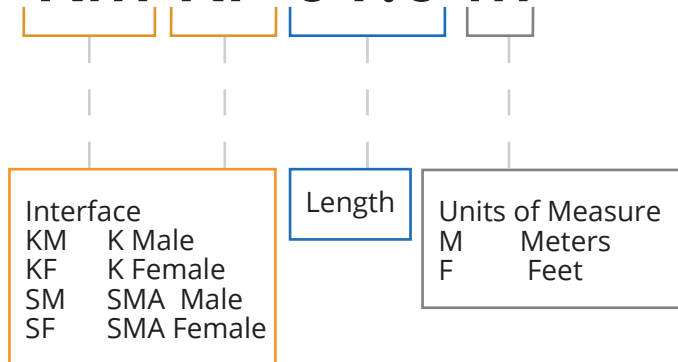 Interface
KM K Male
KF K Female
SM SMA Male
SF SMA Female
Length
Units of Measure
M Meters
F Feet